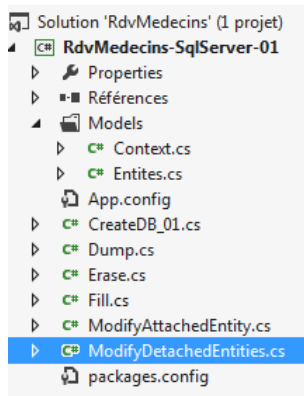 Solution 'RdvMedecins' (1 projet)
C# RdvMedecins-SqlServer-01
Properties
Références
Models
C# Context.cs
C# Entites.cs
App.config
C# CreateDB_01.cs
C# Dump.cs
C# Erase.cs
C# Fill.cs
C# ModifyAttachedEntity.cs
C# ModifyDetachedEntities.cs
packages.config